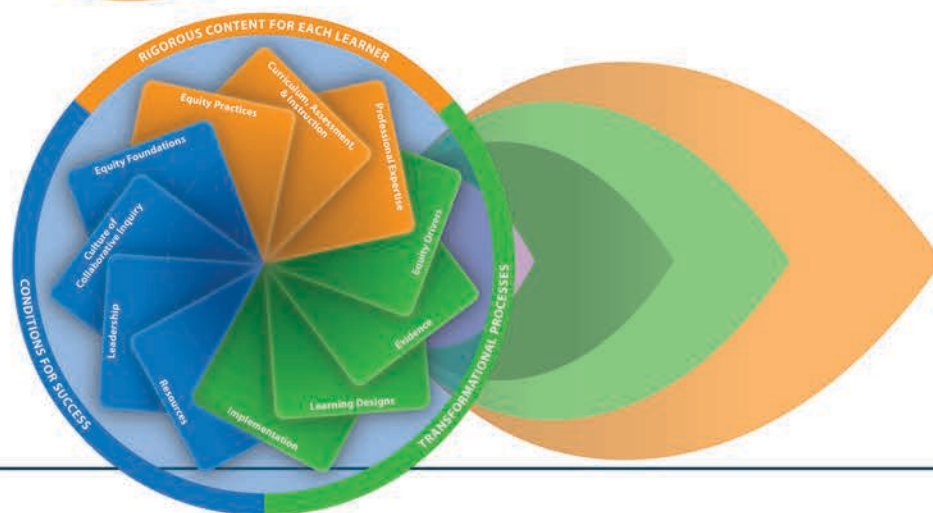 RIGOROUS CONTENT FOR EACH LEARNER
Equity Practices
Curriculum, Assessment,
& Instruction
Professional Expertise
Equity Drivers
Evidence
Learning Designs
Implementation
TRANSFORMATIONAL PROCESSES
Equity Foundations
Culture of
Collaborative Inquiry
Leadership
Resources
CONDITIONS FOR SUCCESS